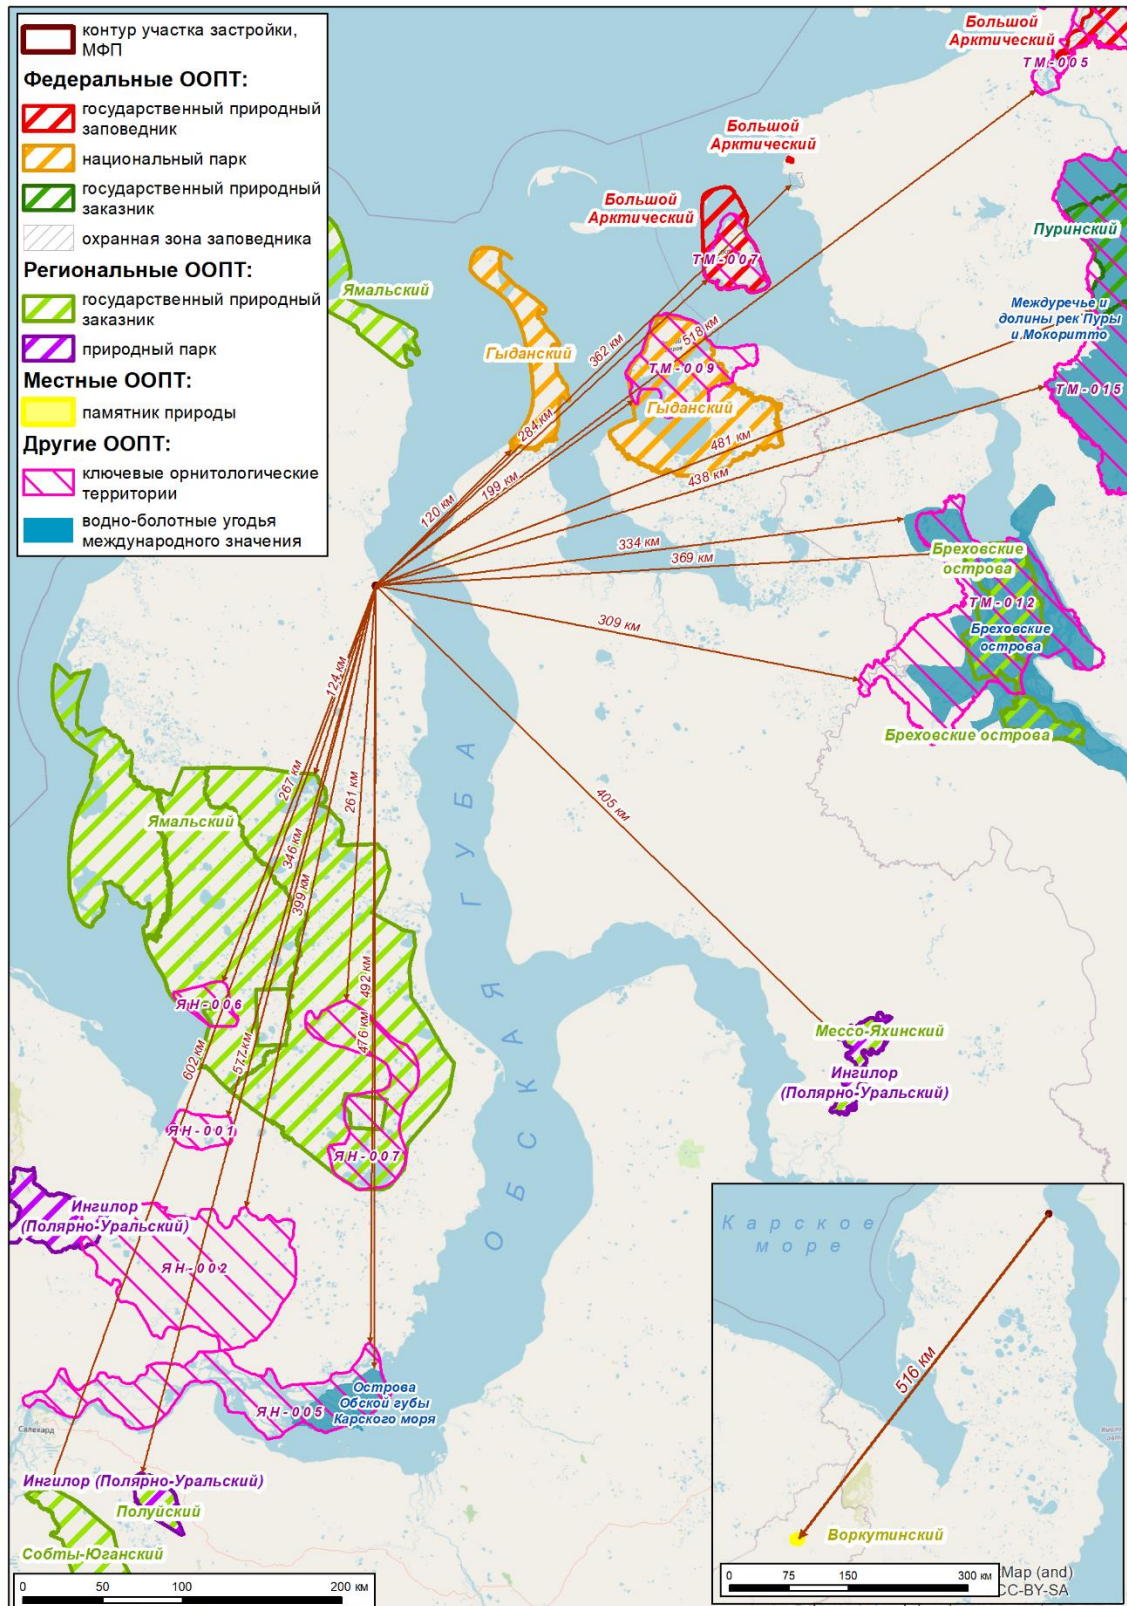 контур участка застройки,
МФП
Федеральные ООПТ:
государственный природный
заповедник
национальный парк
государственный природный
заказник
охранная зона заповедника
Региональные ООПТ:
государственный природный
заказник
природный парк
Местные ООПТ:
памятник природы
Другие ООПТ:
ключевые орнитологические
территории
водно-болотные угодья
международного значения
Большой
Арктический
ТМ-005
Большой
Арктический
Большой
Арктический
ТМ-007
Пуринский
Ямальский
Междуречье и
долины рек Пуры
и Мокоритто
Гыданский
362 км
518 км
ТМ-009
ТМ-015
Гыданский
284 км
481 км
199 км
438 км
120 км
334 км
369 км
Бреховские
острова
ТМ-012
309 км
Бреховские
острова
124 км
Бреховские острова
267 км
261 км
405 км
Ямальский
346 км
399 км
ОБСКАЯ ГУБА
492 км
ЯН-006
476 км
Мессо-Яхинский
602 км
577 км
Ингилор
(Полярно-Уральский)
ЯН-001
ЯН-007
Ингилор
(Полярно-Уральский)
ЯН-002
Острова
Обской губы
Карского моря
ЯН-005
Салехард
Ингилор (Полярно-Уральский)
Полуйский
Собты-Юганский
0 50 100 200 км
Карское
море
516 км
Воркутинский
0 75 150 300 км
Map (and)
CC-BY-SA